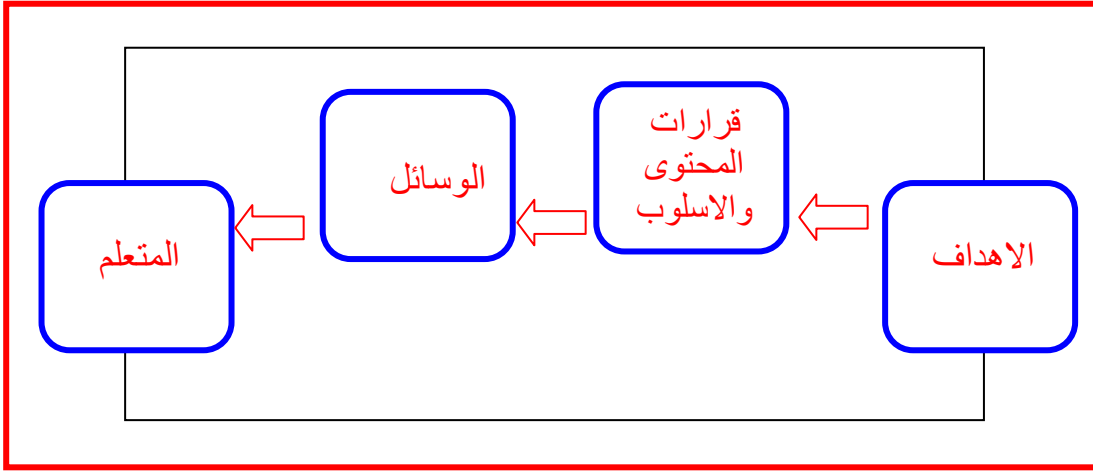 قرارات
المحتوى
والاسلوب
الوسائل
المتعلم
الاهداف